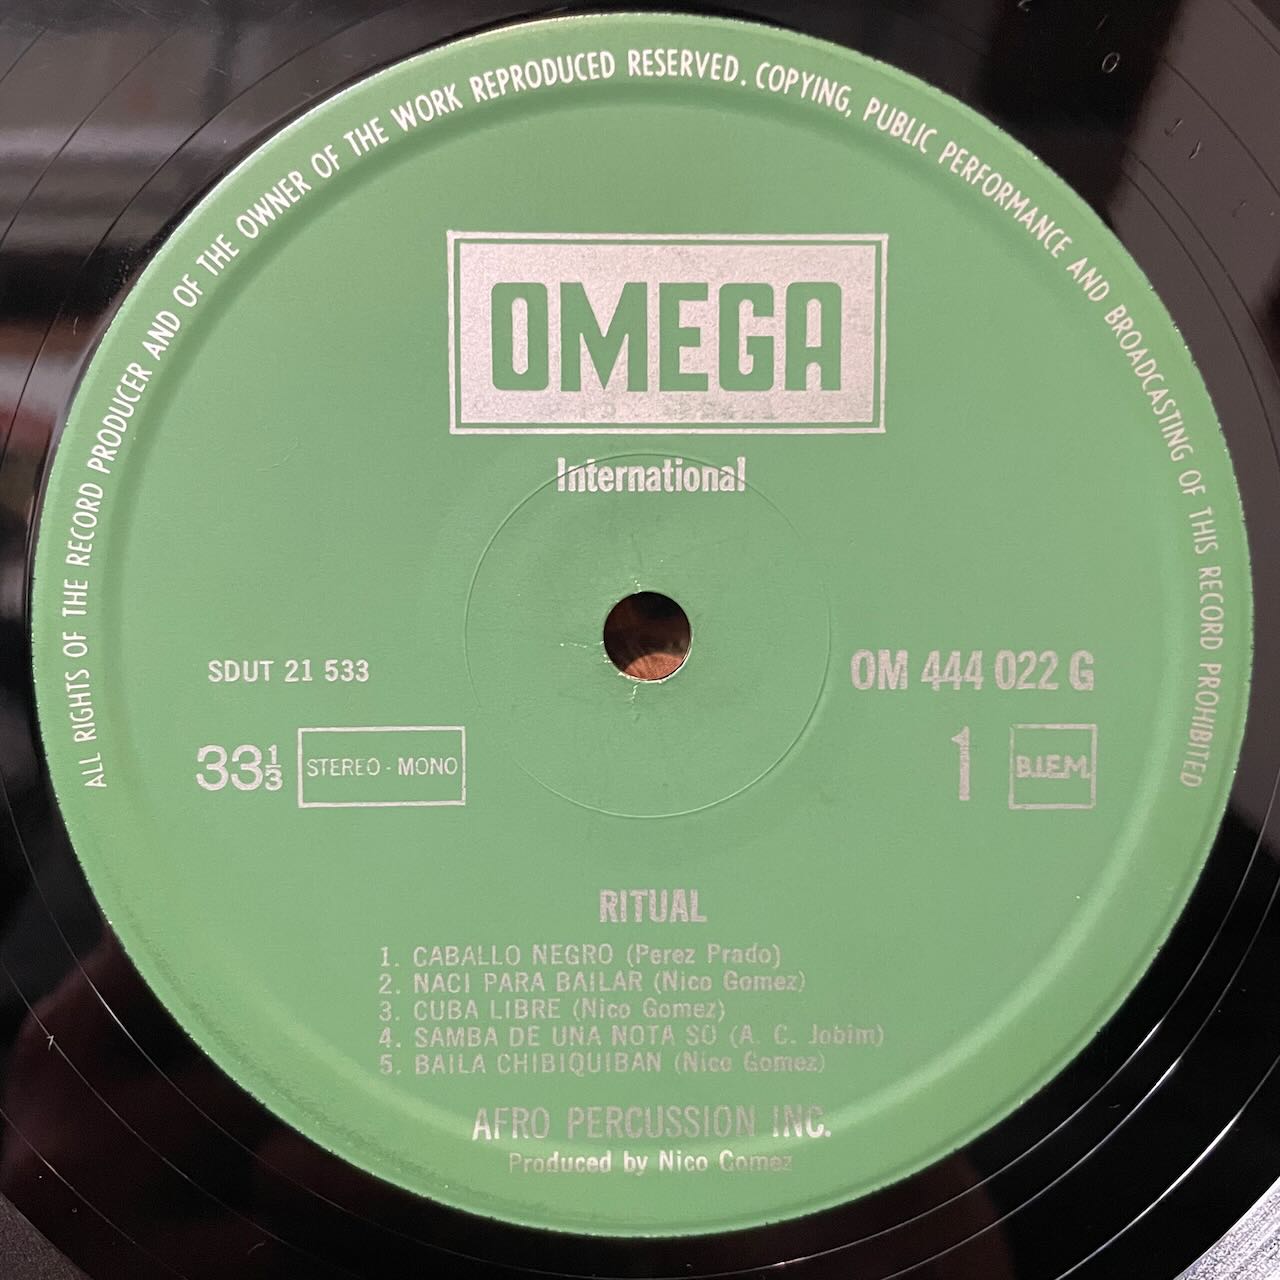 ALL RIGHTS OF THE RECORD PRODUCER AND OF THE OWNER OF THE WORK REPRODUCED RESERVED. COPYING, PUBLIC PERFORMANCE AND BROADCASTING OF THIS RECORD PROHIBITED
OMEGA
International
SDUT 21 533
OM 444 022 G
33⅓
STEREO - MONO
1
B.I.E.M.
RITUAL
1. CABALLO NEGRO (Perez Prado)
2. NACI PARA BAILAR (Nico Gomez)
3. CUBA LIBRE (Nico Gomez)
4. SAMBA DE UNA NOTA SO (A. C. Jobim)
5. BAILA CHIBIQUIBAN (Nico Gomez)
AFRO PERCUSSION INC.
Produced by Nico Gomez